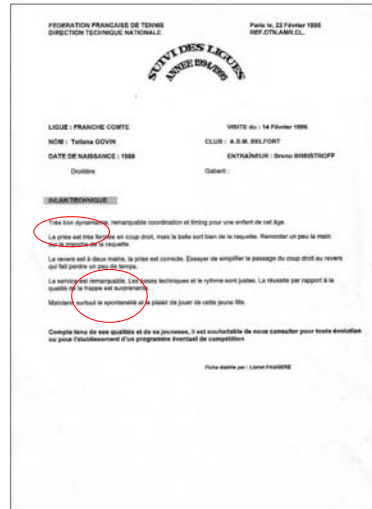 FEDERATION FRANCAISE DE TENNIS
DIRECTION TECHNIQUE NATIONALE
Paris le, 22 Février 1995
REF.DTN.AMR.CL.
SUIVI DES LIGUES
ANNEE 1994/1995
LIGUE : FRANCHE COMTE
VISITE du : 14 Février 1995
NOM : Tatiana GOVIN
CLUB : A.S.M. BELFORT
DATE DE NAISSANCE : 1989
ENTRAÎNEUR : Bruno BREISTROFF
Droitière
Gabarit :
BILAN TECHNIQUE
Très bon dynamisme, remarquable coordination et timing pour une enfant de cet âge.
La prise est très fermée en coup droit, mais la balle sort bien de la raquette. Remonter un peu la main
sur le manche de la raquette.
Le revers est à deux mains, la prise est correcte. Essayer de simplifier le passage du coup droit au revers
qui fait perdre un peu de temps.
Le service est remarquable. Les bases techniques et le rythme sont justes. La réussite par rapport à la
qualité de la frappe est surprenante.
Maintenir surtout la spontanéité et le plaisir de jouer de cette jeune fille.
Compte tenu de ses qualités et de sa jeunesse, il est souhaitable de nous consulter pour toute évolution
ou pour l'établissement d'un programme éventuel de compétition
Fiche établie par : Lionel FAUGERE